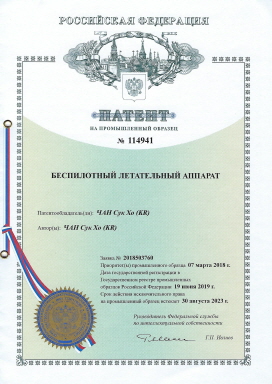 РОССИЙСКАЯ ФЕДЕРАЦИЯ
ПАТЕНТ
НА ПРОМЫШЛЕННЫЙ ОБРАЗЕЦ
№ 114941
БЕСПИЛОТНЫЙ ЛЕТАТЕЛЬНЫЙ АППАРАТ
Патентообладатель(ли): ЧАН Сук Хо (KR)
Автор(ы): ЧАН Сук Хо (KR)
Заявка № 2018503760
Приоритет(ы) промышленного образца 07 марта 2018 г.
Дата государственной регистрации в
Государственном реестре промышленных
образцов Российской Федерации 19 июня 2019 г.
Срок действия исключительного права
на промышленный образец истекает 30 августа 2023 г.
Руководитель Федеральной службы
по интеллектуальной собственности
Г.П. Ивлиев